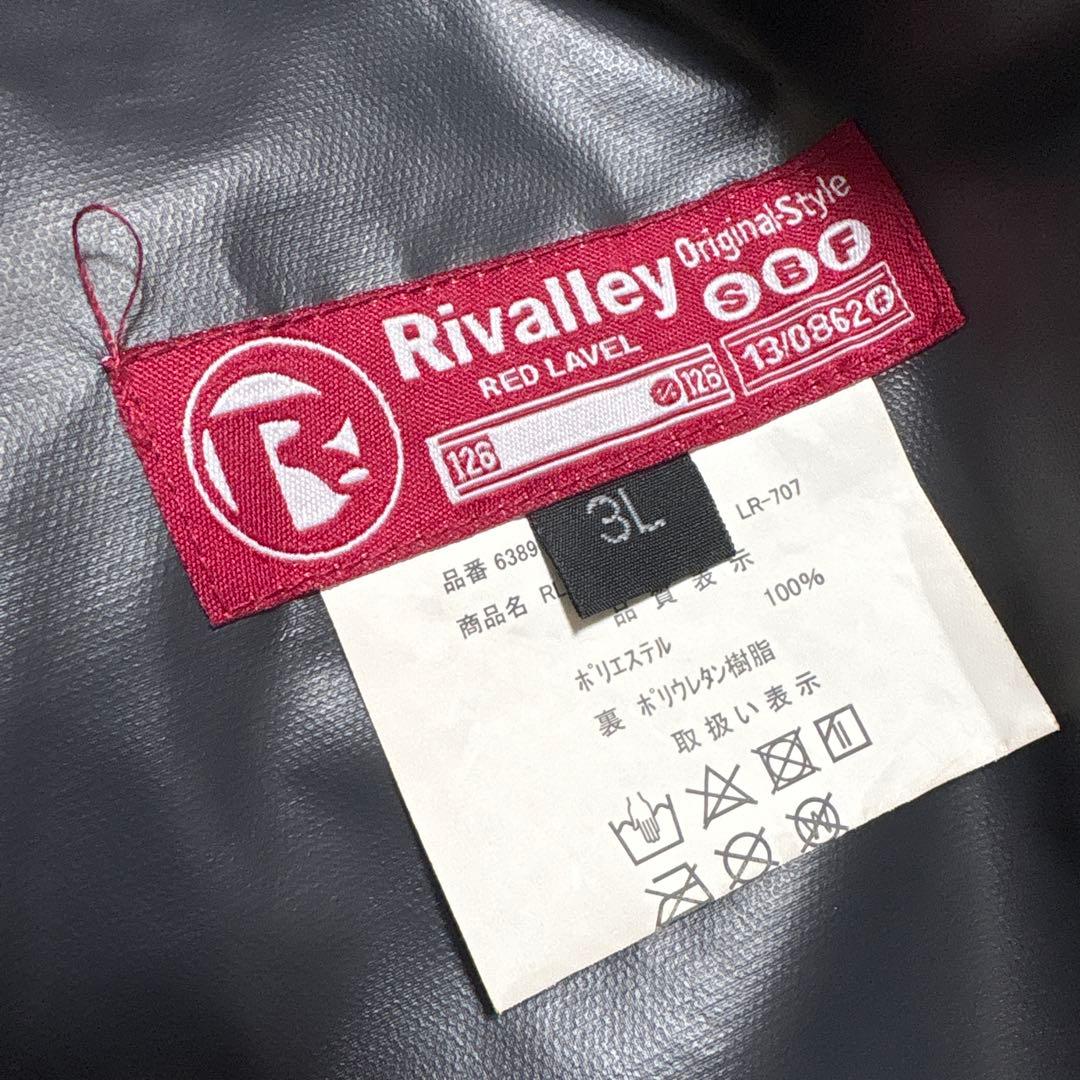 Rivalley Original-Style
S B F
RED LAVEL
126 126 13/0862 R
3L
品番 6389
商品名 LR-707
品質表示
ポリエステル 100%
裏 ポリウレタン樹脂
取扱い表示